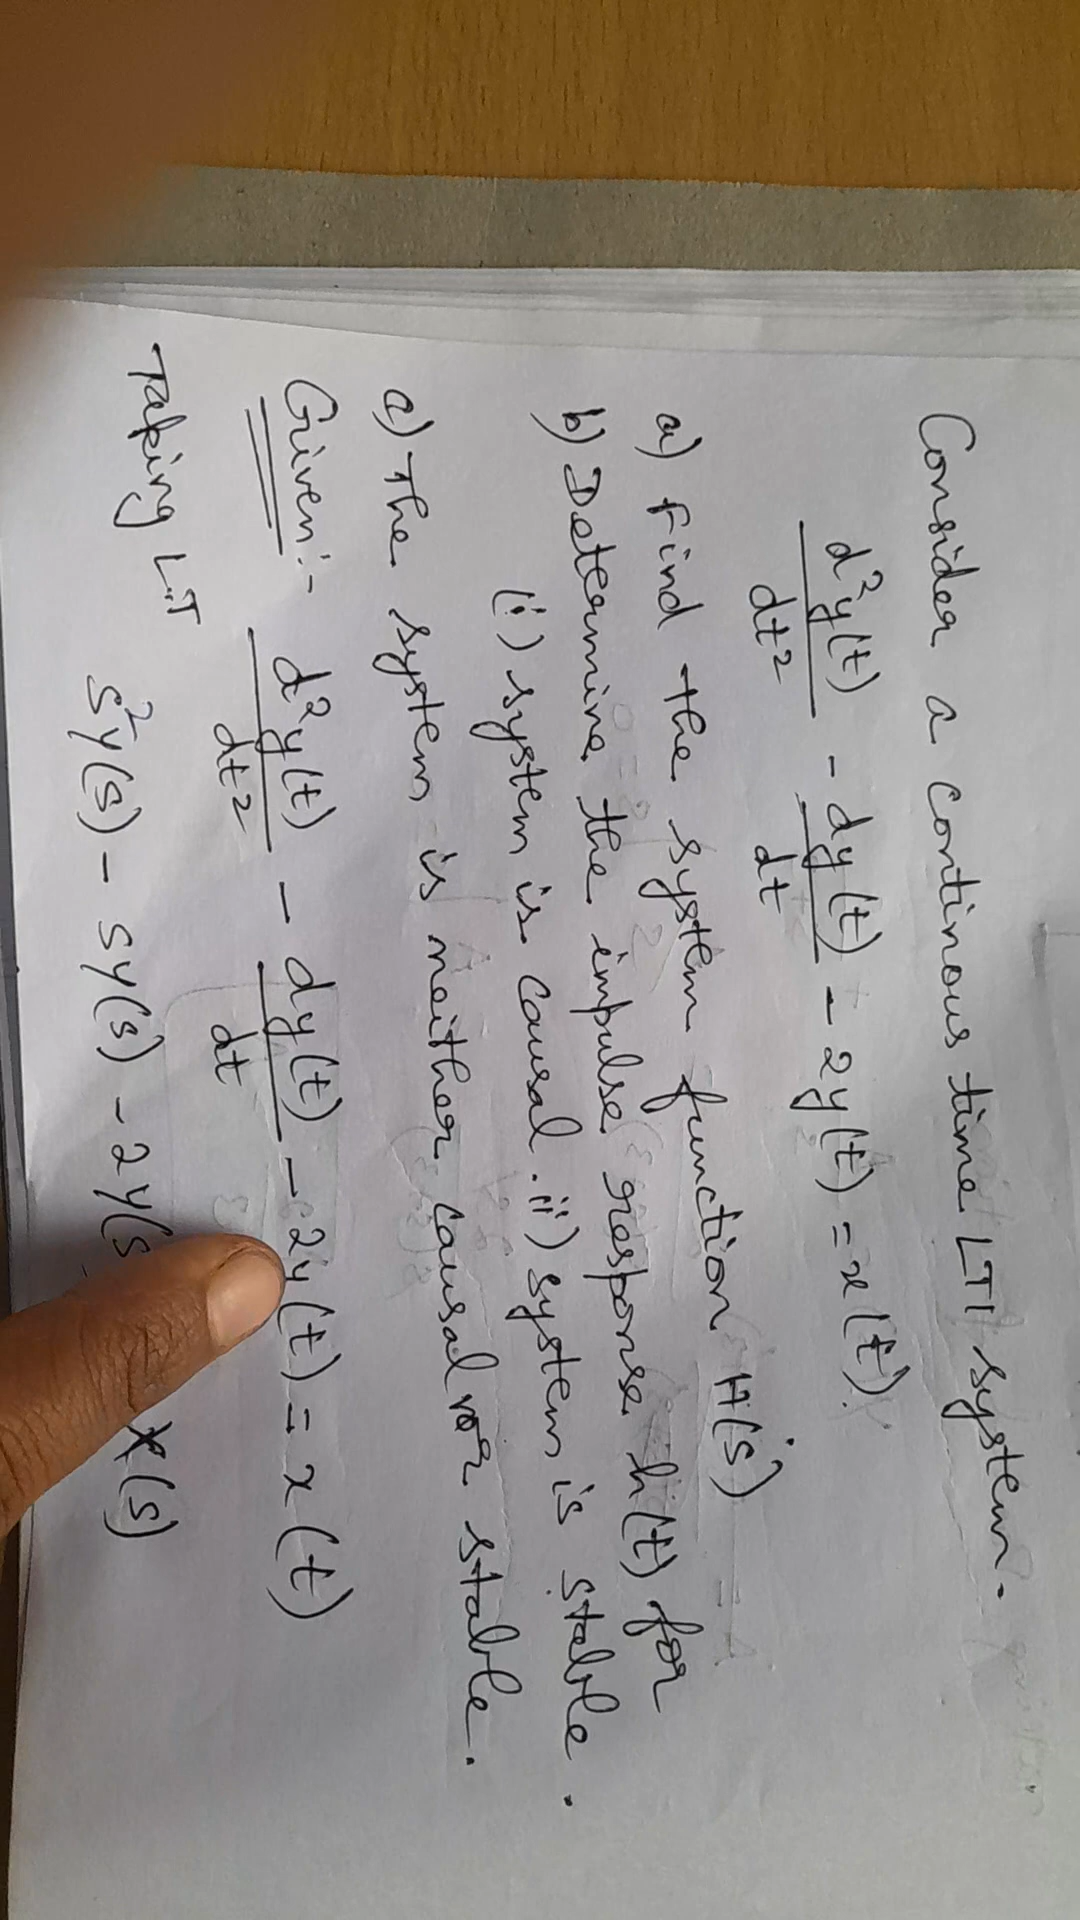 Consider a continous time LTI system.
d²y(t)/dt² - dy(t)/dt - 2y(t) = x(t).
a) Find the system function H(s)
b) Determine the impulse response h(t) for
(i) system is causal. ii) system is stable.
c) The system is neither causal nor stable.
Given:- d²y(t)/dt² - dy(t)/dt - 2y(t) = x(t)
Taking L.T
s²Y(s) - sY(s) - 2Y(s X(s)